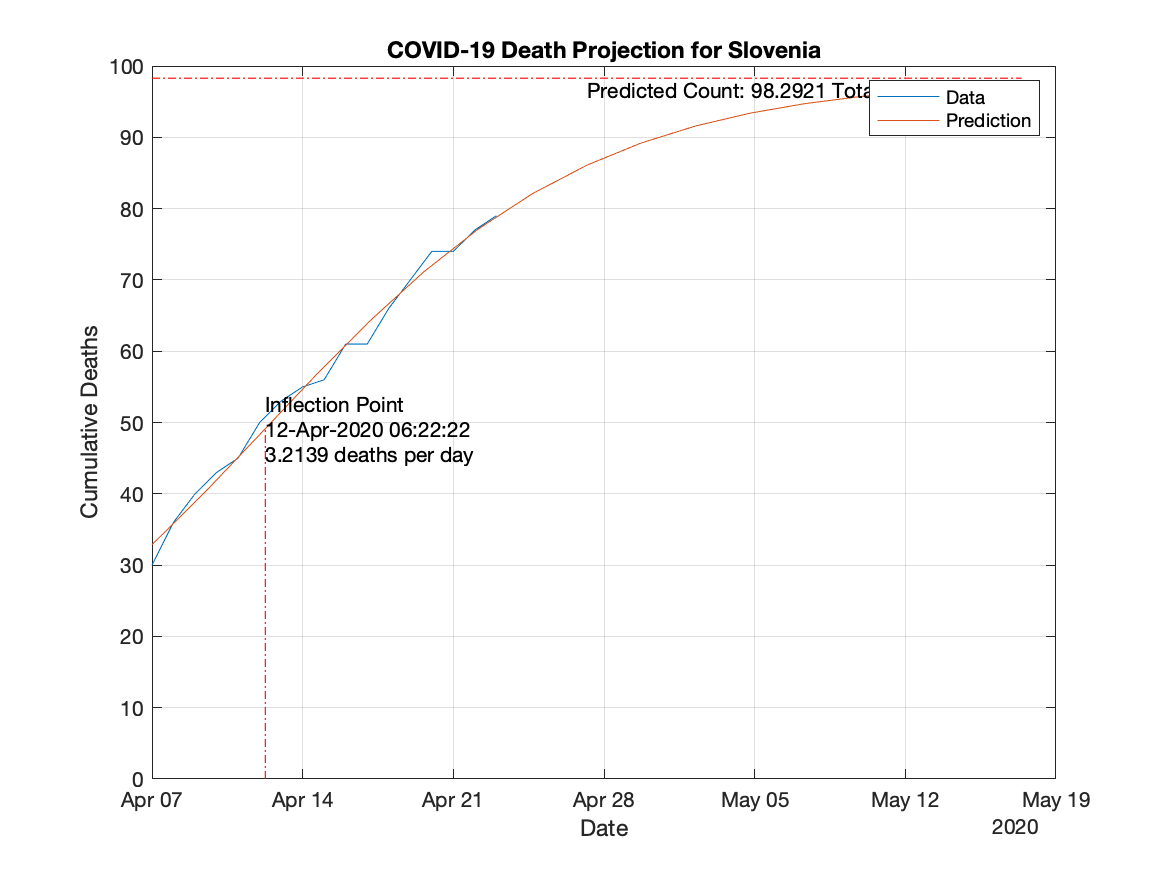 COVID-19 Death Projection for Slovenia
100
90
80
70
60
50
40
30
20
10
0
Cumulative Deaths
Predicted Count: 98.2921
Data
Prediction
Inflection Point
12-Apr-2020 06:22:22
3.2139 deaths per day
Apr 07
Apr 14
Apr 21
Apr 28
May 05
May 12
May 19
Date
2020